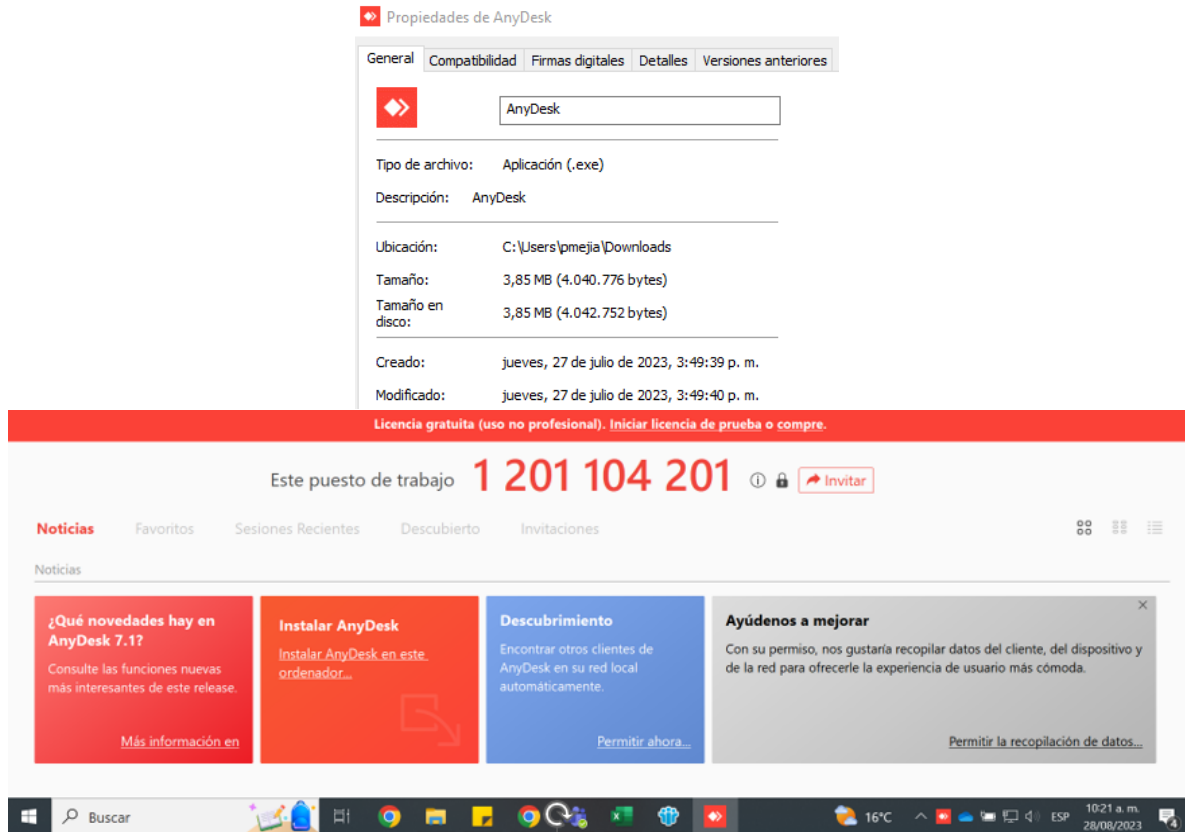 Propiedades de AnyDesk
General Compatibilidad Firmas digitales Detalles Versiones anteriores
AnyDesk
Tipo de archivo: Aplicación (.exe)
Descripción: AnyDesk
Ubicación: C:\Users\pmejia\Downloads
Tamaño: 3,85 MB (4.040.776 bytes)
Tamaño en
disco: 3,85 MB (4.042.752 bytes)
Creado: jueves, 27 de julio de 2023, 3:49:39 p. m.
Modificado: jueves, 27 de julio de 2023, 3:49:40 p. m.
Licencia gratuita (uso no profesional). Iniciar licencia de prueba o compre.
Este puesto de trabajo 1 201 104 201 Invitar
Noticias Favoritos Sesiones Recientes Descubierto Invitaciones
Noticias
¿Qué novedades hay en
AnyDesk 7.1?
Consulte las funciones nuevas
más interesantes de este release.
Más información en
Instalar AnyDesk
Instalar AnyDesk en este
ordenador...
Descubrimiento
Encontrar otros clientes de
AnyDesk en su red local
automáticamente.
Permitir ahora...
Ayúdenos a mejorar
Con su permiso, nos gustaría recopilar datos del cliente, del dispositivo y
de la red para ofrecerle la experiencia de usuario más cómoda.
Permitir la recopilación de datos...
Buscar
16°C
ESP
10:21 a. m.
28/08/2023
4